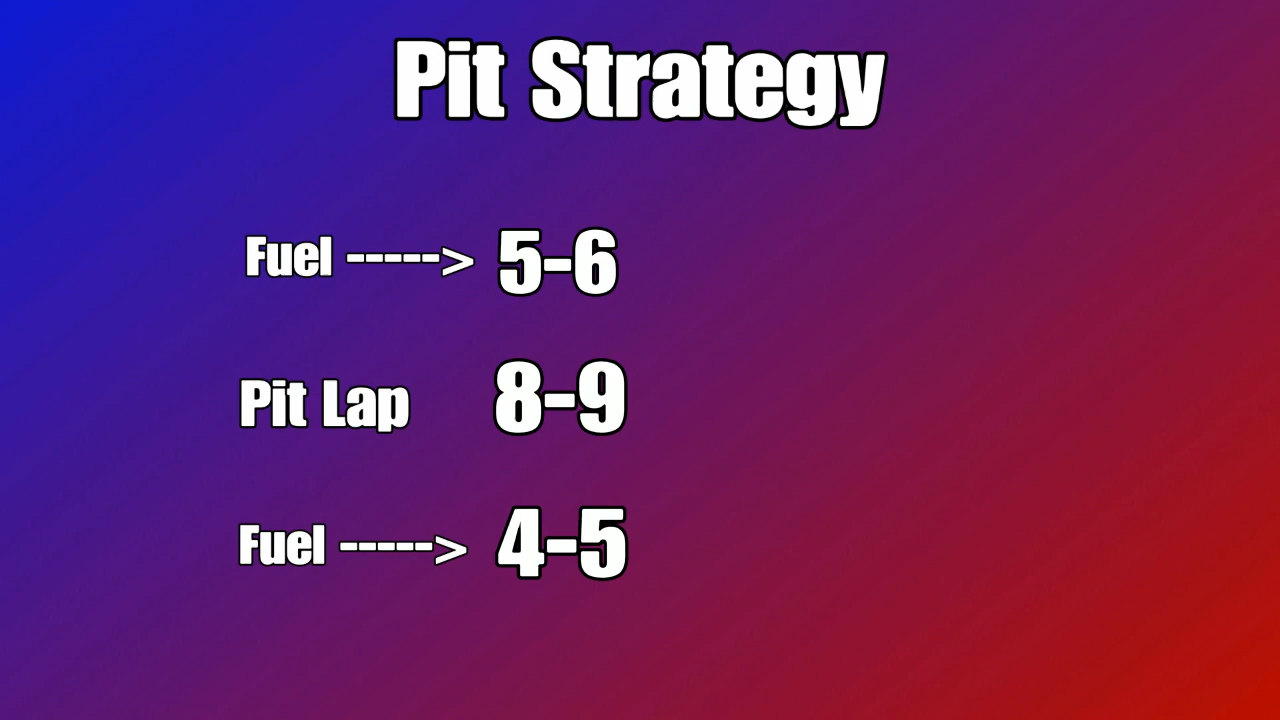 Pit Strategy
Fuel -----> 5-6
Pit Lap 8-9
Fuel -----> 4-5